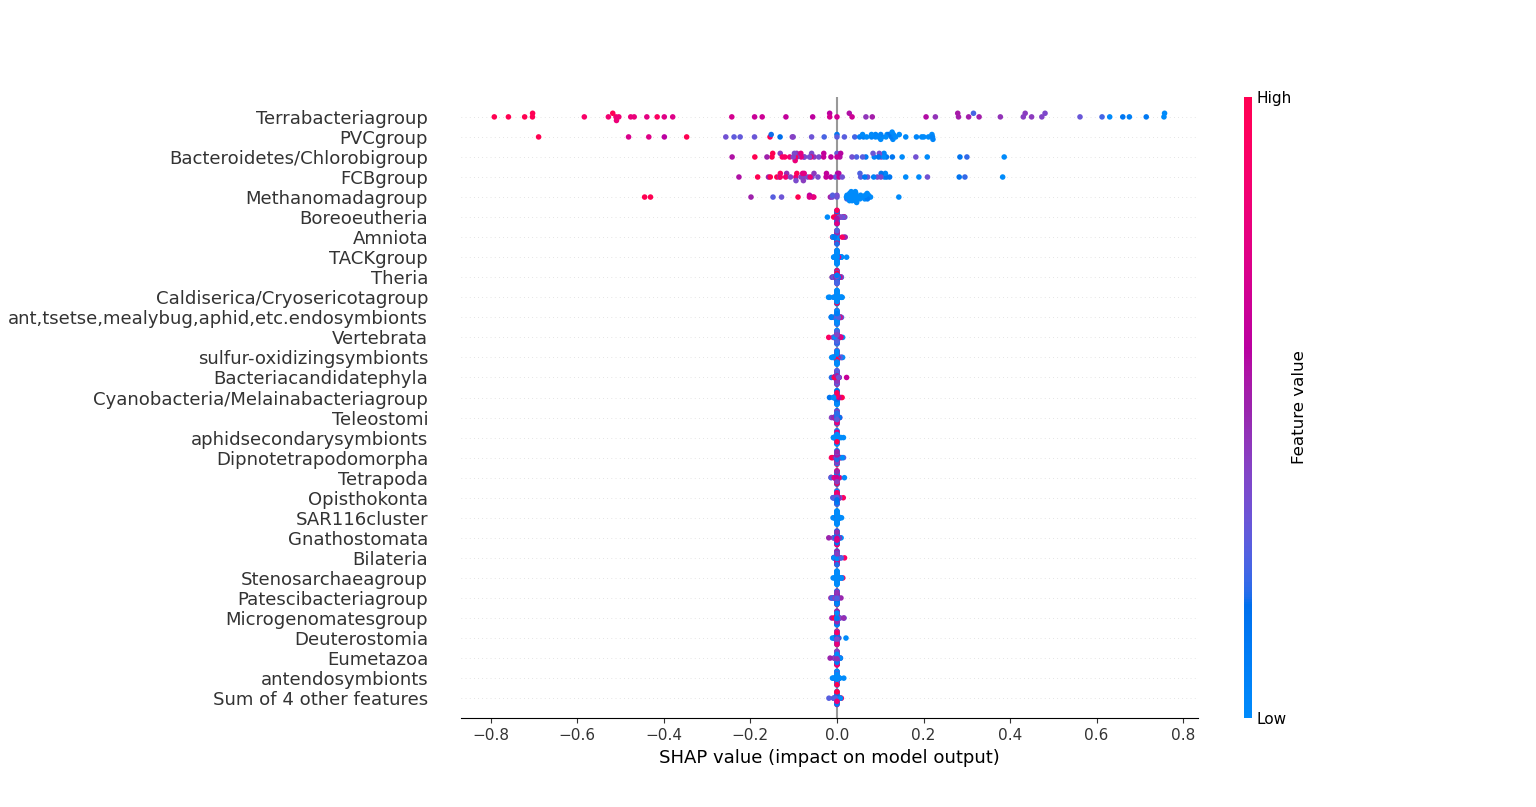 High
Terrabacteriagroup
PVCgroup
Bacteroidetes/Chlorobigroup
FCBgroup
Methanomadagroup
Boreoeutheria
Amniota
TACKgroup
Theria
Caldiserica/Cryosericotagroup
ant,tsetse,mealybug,aphid,etc.endosymbionts
Vertebrata
sulfur-oxidizingsymbionts
Bacteriacandidatephyla
Cyanobacteria/Melainabacteriagroup
Teleostomi
aphidsecondarysymbionts
Dipnotetrapodomorpha
Tetrapoda
Opisthokonta
SAR116cluster
Gnathostomata
Bilateria
Stenosarchaeagroup
Patescibacteriagroup
Microgenomatesgroup
Deuterostomia
Eumetazoa
antendosymbionts
Sum of 4 other features
Feature value
Low
−0.8 −0.6 −0.4 −0.2 0.0 0.2 0.4 0.6 0.8
SHAP value (impact on model output)